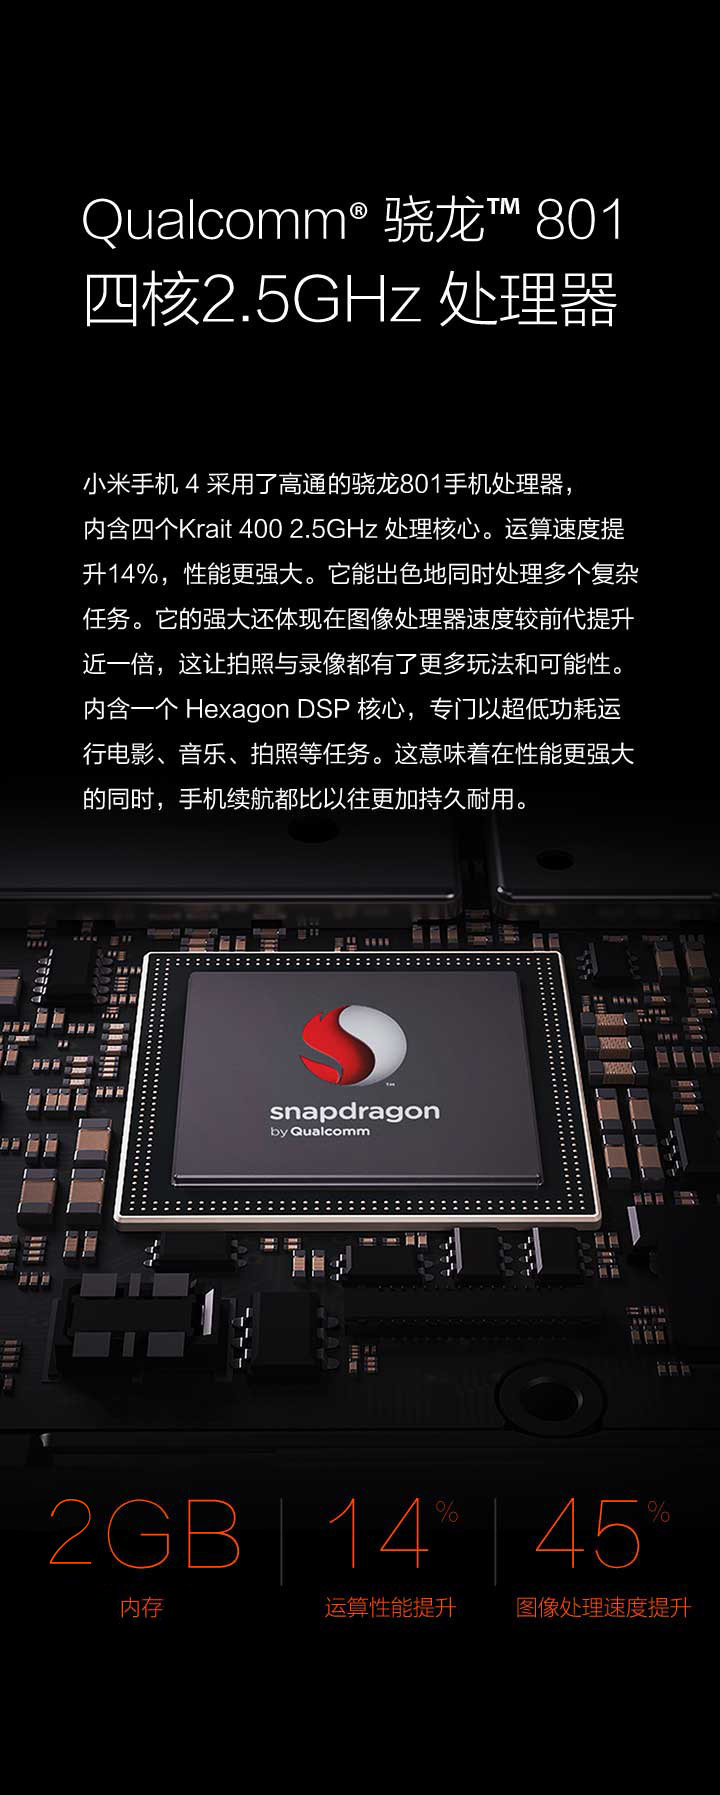 Qualcomm® 骁龙™ 801
四核2.5GHz 处理器
小米手机 4 采用了高通的骁龙801手机处理器，
内含四个Krait 400 2.5GHz 处理核心。运算速度提
升14%，性能更强大。它能出色地同时处理多个复杂
任务。它的强大还体现在图像处理器速度较前代提升
近一倍，这让拍照与录像都有了更多玩法和可能性。
内含一个 Hexagon DSP 核心，专门以超低功耗运
行电影、音乐、拍照等任务。这意味着在性能更强大
的同时，手机续航都比以往更加持久耐用。
™
snapdragon
by Qualcomm
2GB 14% 45%
内存 运算性能提升 图像处理速度提升